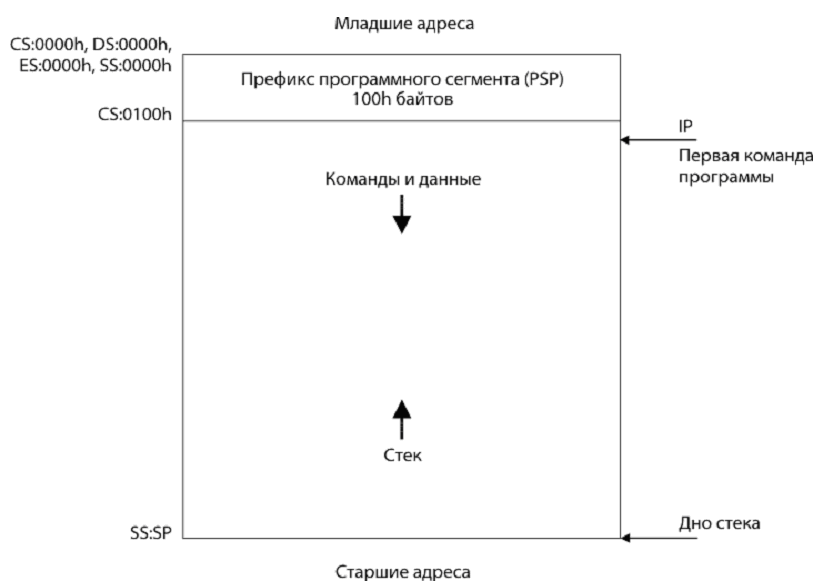 Младшие адреса
CS:0000h, DS:0000h,
ES:0000h, SS:0000h
Префикс программного сегмента (PSP)
100h байтов
CS:0100h
IP
Первая команда
программы
Команды и данные
Стек
SS:SP
Дно стека
Старшие адреса